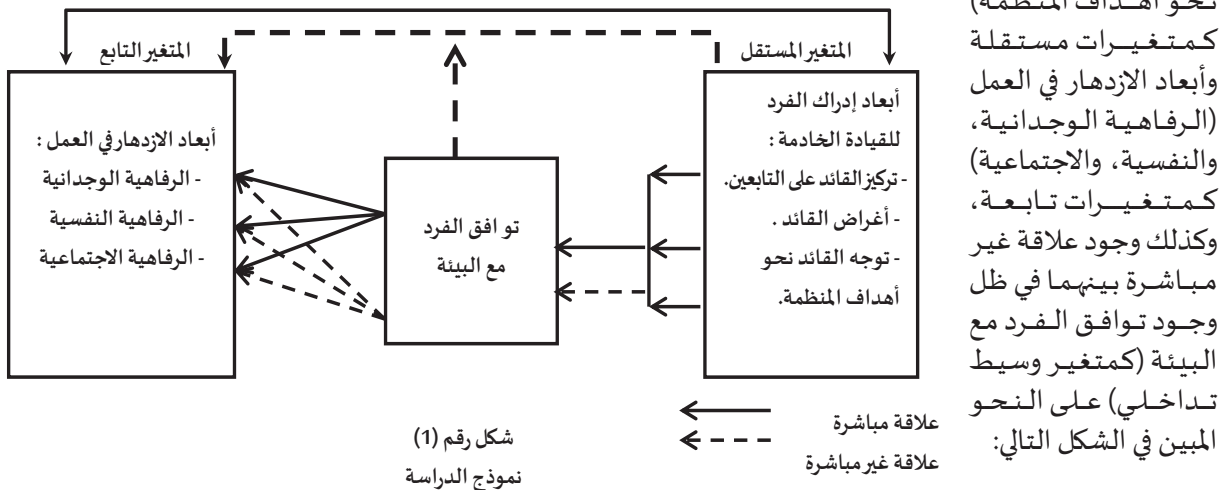 نحو أهداف المنظمة)
كمتغيرات مستقلة
وأبعاد الازدهار في العمل
(الرفاهية الوجدانية،
والنفسية، والاجتماعية)
كمتغيرات تابعة،
وكذلك وجود علاقة غير
مباشرة بينهما في ظل
وجود توافق الفرد مع
البيئة (كمتغير وسيط
تداخلي) على النحو
المبين في الشكل التالي:
المتغير المستقل
أبعاد إدراك الفرد
للقيادة الخادمة :
- تركيز القائد على التابعين.
- أغراض القائد .
- توجه القائد نحو
أهداف المنظمة.
توافق الفرد
مع البيئة
المتغير التابع
أبعاد الازدهار في العمل :
- الرفاهية الوجدانية
- الرفاهية النفسية
- الرفاهية الاجتماعية
علاقة مباشرة
علاقة غير مباشرة
شكل رقم (1)
نموذج الدراسة